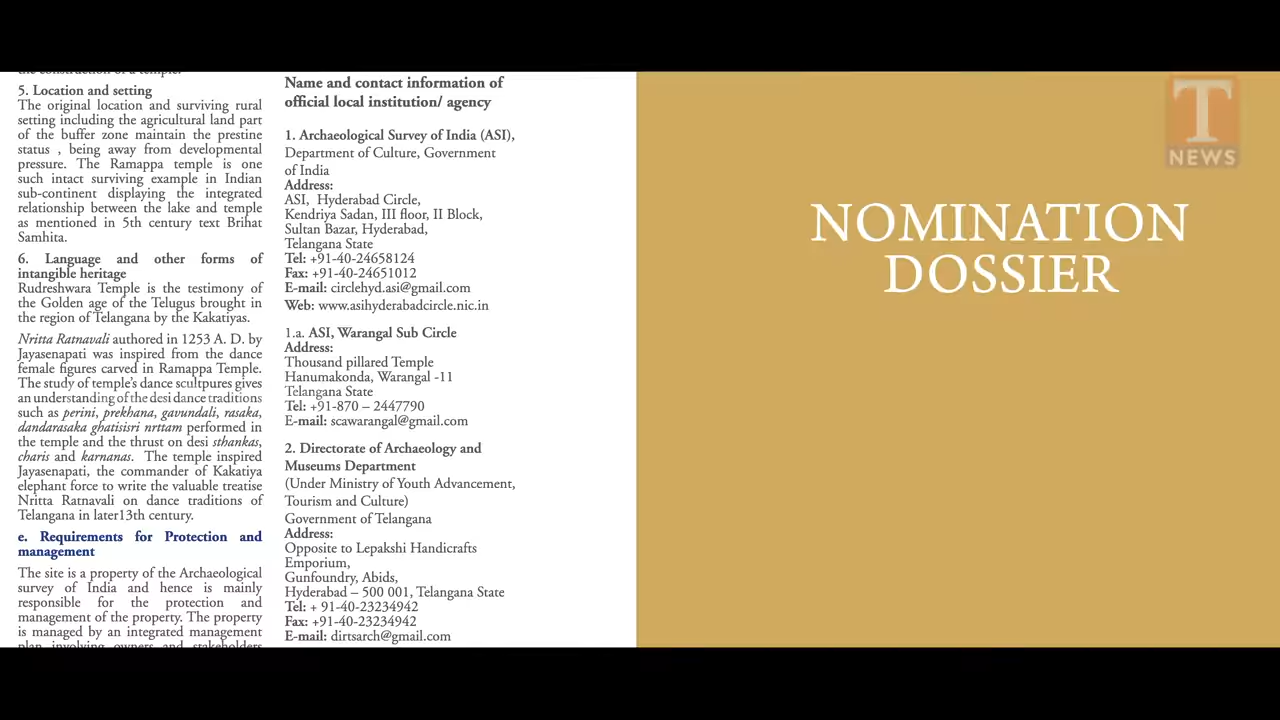 the construction of a temple.
5. Location and setting
The original location and surviving rural
setting including the agricultural land part
of the buffer zone maintain the prestine
status , being away from developmental
pressure. The Ramappa temple is one
such intact surviving example in Indian
sub-continent displaying the integrated
relationship between the lake and temple
as mentioned in 5th century text Brihat
Samhita.
6. Language and other forms of
intangible heritage
Rudreshwara Temple is the testimony of
the Golden age of the Telugus brought in
the region of Telangana by the Kakatiyas.
Nritta Ratnavali authored in 1253 A. D. by
Jayasenapati was inspired from the dance
female figures carved in Ramappa Temple.
The study of temple's dance scultpures gives
an understanding of the desi dance traditions
such as perini, prekhana, gavundali, rasaka,
dandarasaka ghatisisri nrttam performed in
the temple and the thrust on desi sthankas,
charis and karnanas. The temple inspired
Jayasenapati, the commander of Kakatiya
elephant force to write the valuable treatise
Nritta Ratnavali on dance traditions of
Telangana in later13th century.
e. Requirements for Protection and
management
The site is a property of the Archaeological
survey of India and hence is mainly
responsible for the protection and
management of the property. The property
is managed by an integrated management
plan involving owners and stakeholders
Name and contact information of
official local institution/ agency
1. Archaeological Survey of India (ASI),
Department of Culture, Government
of India
Address:
ASI, Hyderabad Circle,
Kendriya Sadan, III floor, II Block,
Sultan Bazar, Hyderabad,
Telangana State
Tel: +91-40-24658124
Fax: +91-40-24651012
E-mail: circlehyd.asi@gmail.com
Web: www.asihyderabadcircle.nic.in
1.a. ASI, Warangal Sub Circle
Address:
Thousand pillared Temple
Hanumakonda, Warangal -11
Telangana State
Tel: +91-870 – 2447790
E-mail: scawarangal@gmail.com
2. Directorate of Archaeology and
Museums Department
(Under Ministry of Youth Advancement,
Tourism and Culture)
Government of Telangana
Address:
Opposite to Lepakshi Handicrafts
Emporium,
Gunfoundry, Abids,
Hyderabad – 500 001, Telangana State
Tel: + 91-40-23234942
Fax: +91-40-23234942
E-mail: dirtsarch@gmail.com
T
NEWS
NOMINATION
DOSSIER